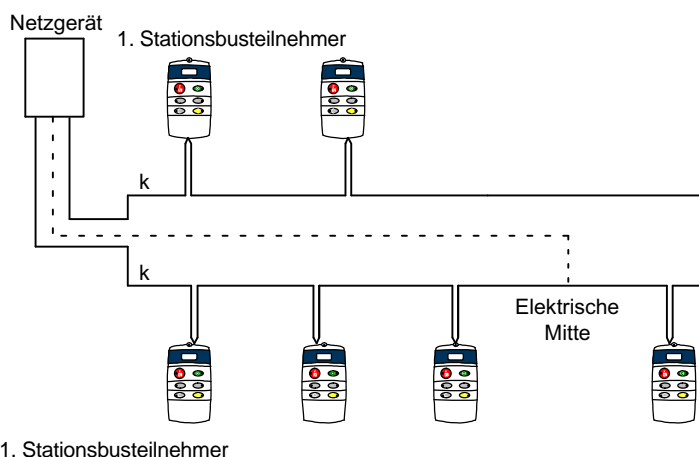 Netzgerät
1. Stationsbusteilnehmer
k
k
Elektrische
Mitte
1. Stationsbusteilnehmer